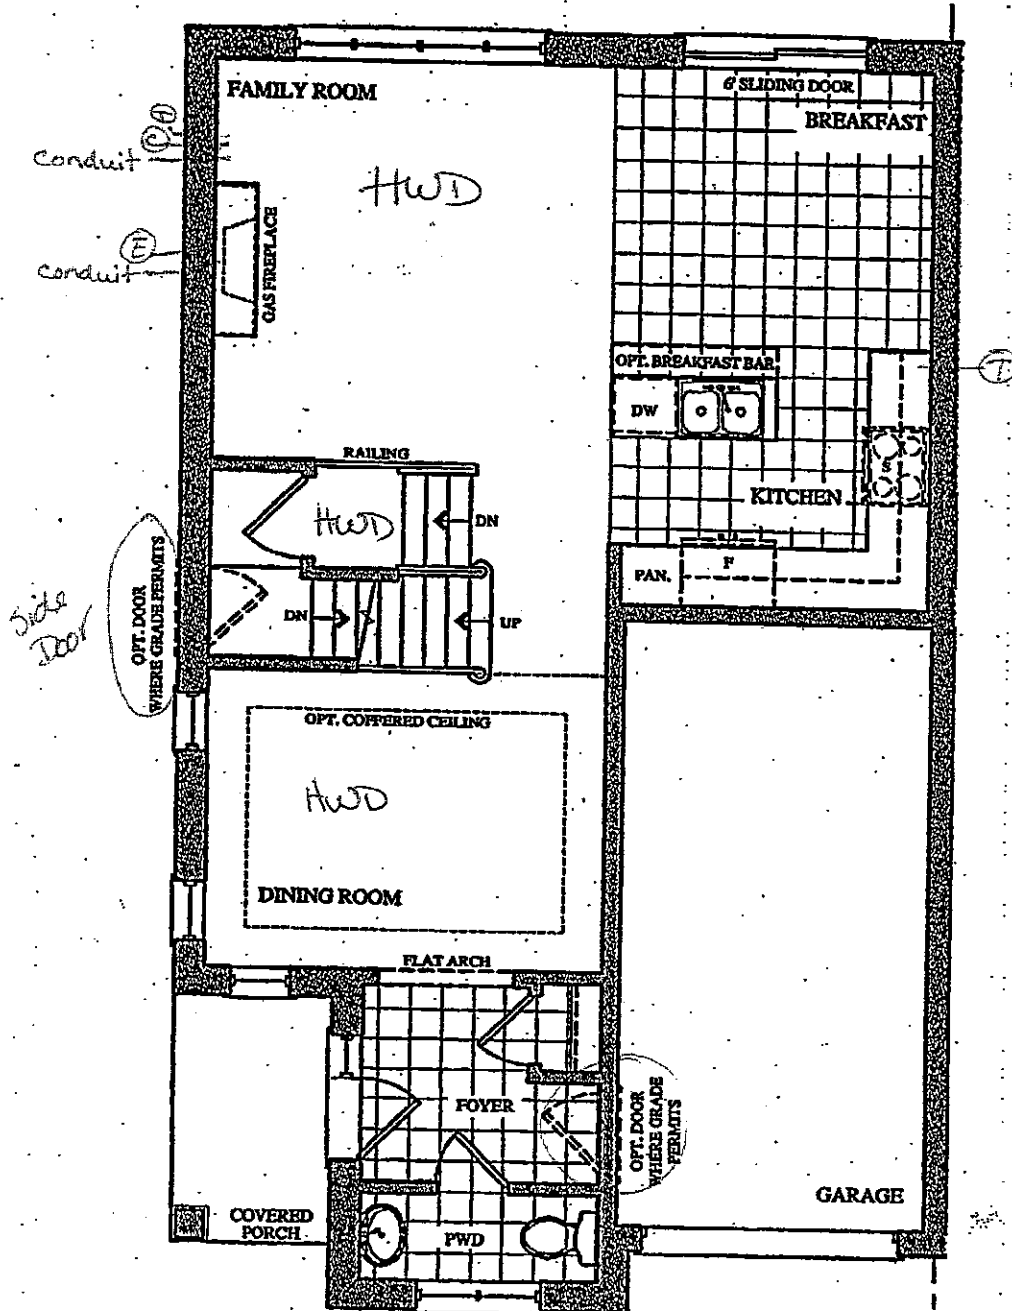 FAMILY ROOM
6' SLIDING DOOR
BREAKFAST
conduit
HWD
E
conduit
GAS FIREPLACE
OPT. BREAKFAST BAR
DW
S
KITCHEN
RAILING
HWD
DN
PAN.
F
Side
Door
OPT. DOOR
WHERE GRADE PERMITS
DN
UP
OPT. COFFERED CEILING
HWD
DINING ROOM
FLAT ARCH
FOYER
OPT. DOOR
WHERE GRADE
PERMITS
GARAGE
COVERED
PORCH
PWD